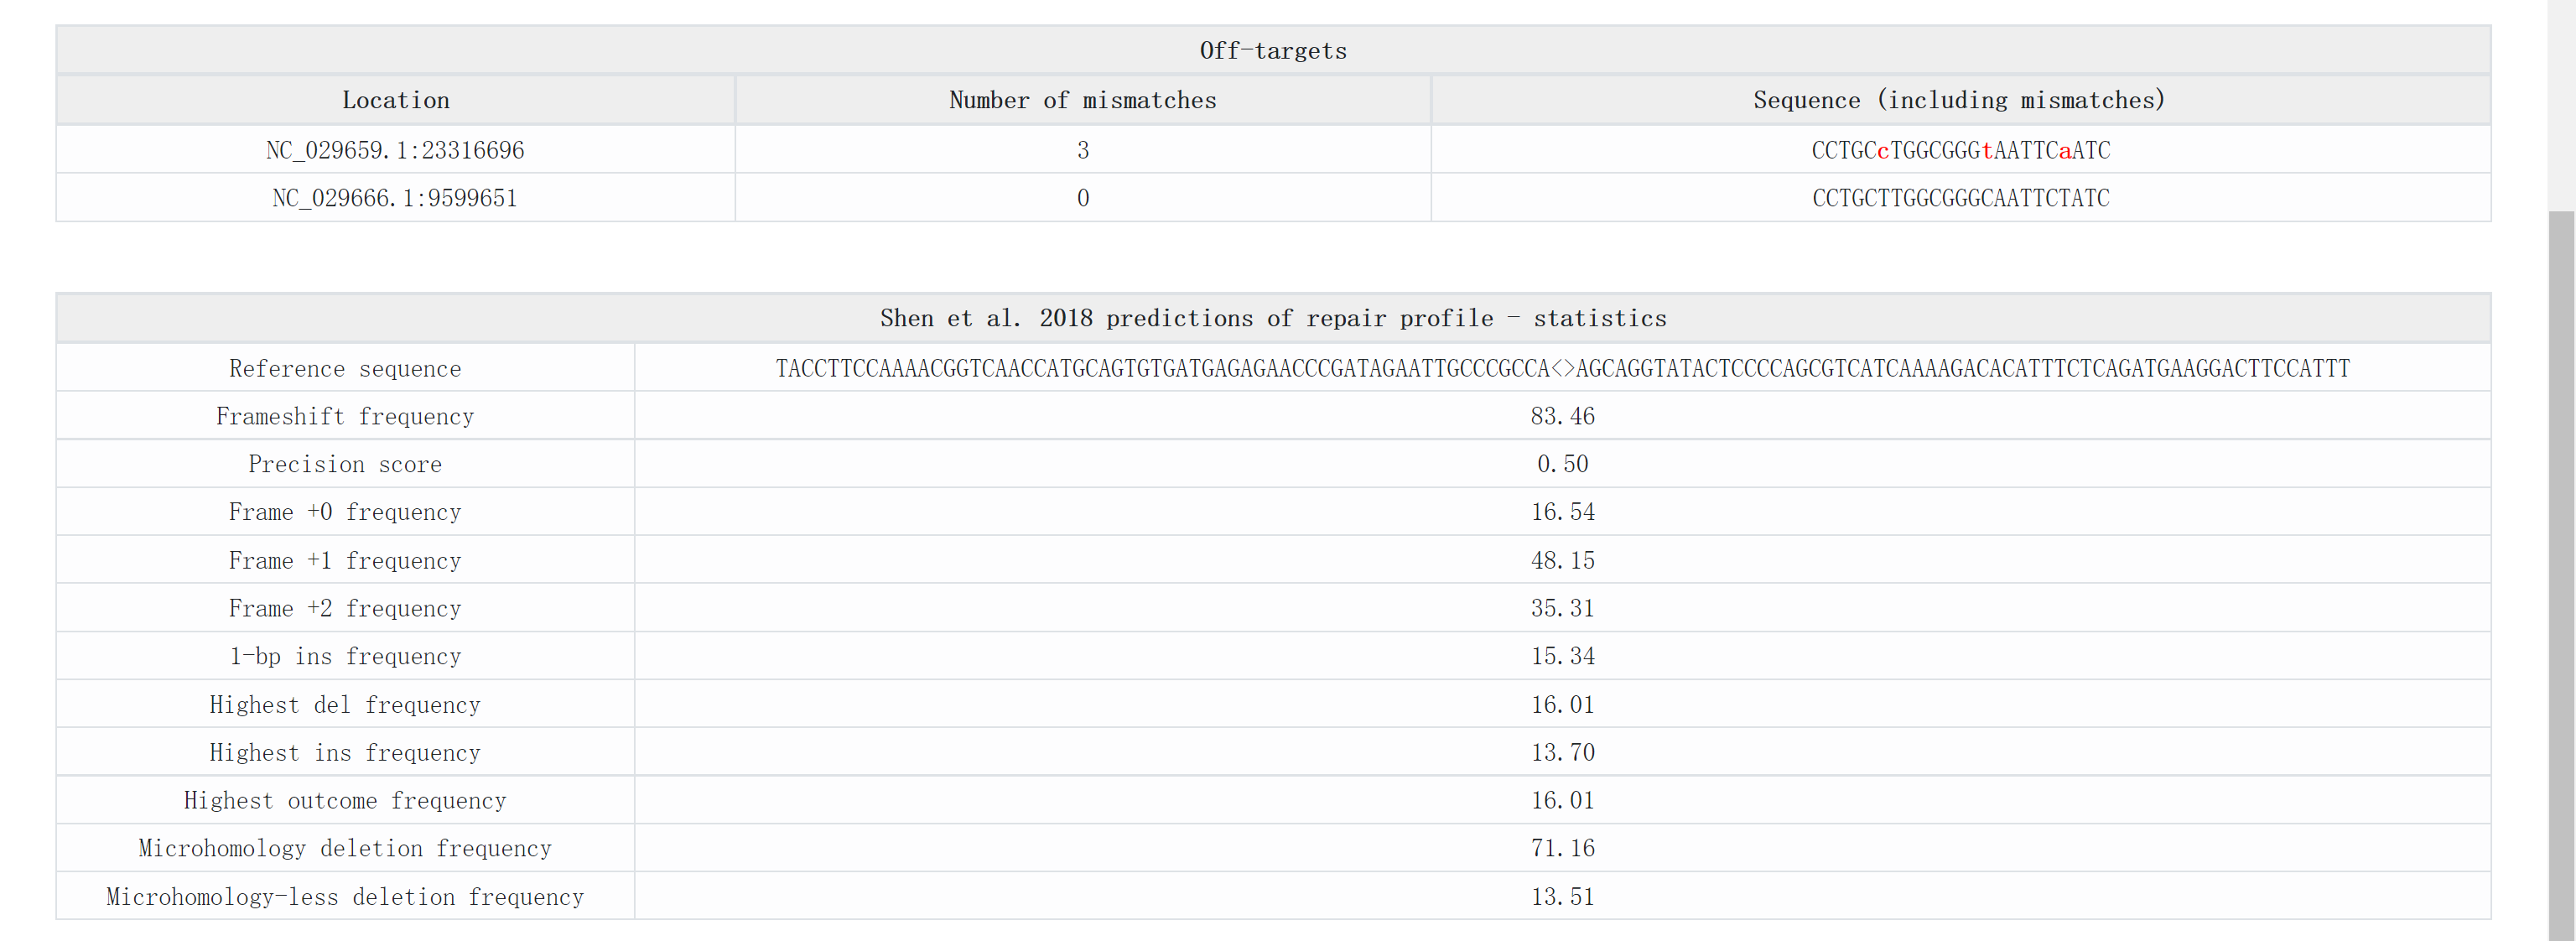 Off-targets
Location Number of mismatches Sequence (including mismatches)
NC_029659.1:23316696 3 CCTGCcTGGCGGGtAATTCaATC
NC_029666.1:9599651 0 CCTGCTTGGCGGGCAATTCTATC
Shen et al. 2018 predictions of repair profile - statistics
Reference sequence TACCTTCCAAAACGGTCAACCATGCAGTGTGATGAGAGAACCCGATAGAATTGCCCGCCA<>AGCAGGTATACTCCCCAGCGTCATCAAAAGACACATTTCTCAGATGAAGGACTTCCATTT
Frameshift frequency 83.46
Precision score 0.50
Frame +0 frequency 16.54
Frame +1 frequency 48.15
Frame +2 frequency 35.31
1-bp ins frequency 15.34
Highest del frequency 16.01
Highest ins frequency 13.70
Highest outcome frequency 16.01
Microhomology deletion frequency 71.16
Microhomology-less deletion frequency 13.51